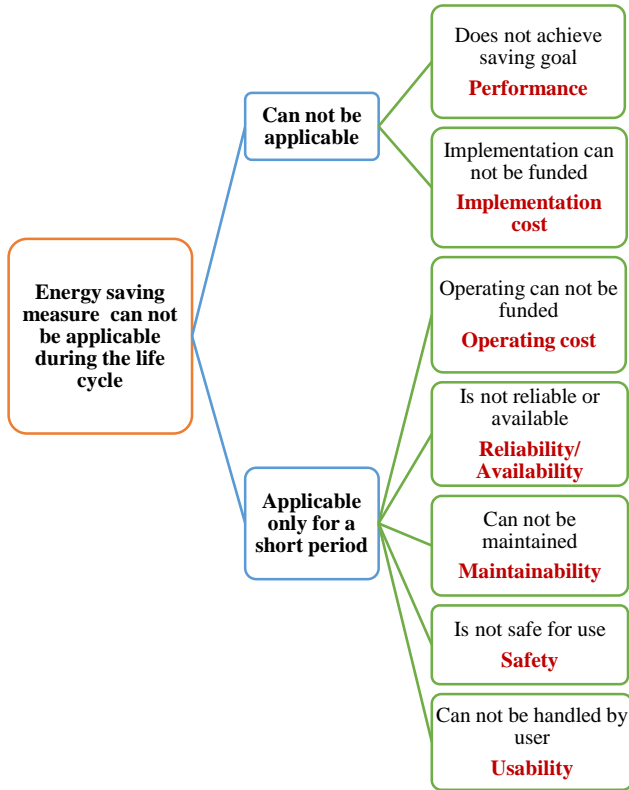 Energy saving
measure can not
be applicable
during the life
cycle
Can not be
applicable
Does not achieve
saving goal
Performance
Implementation can
not be funded
Implementation
cost
Applicable
only for a
short period
Operating can not be
funded
Operating cost
Is not reliable or
available
Reliability/
Availability
Can not be
maintained
Maintainability
Is not safe for use
Safety
Can not be handled by
user
Usability